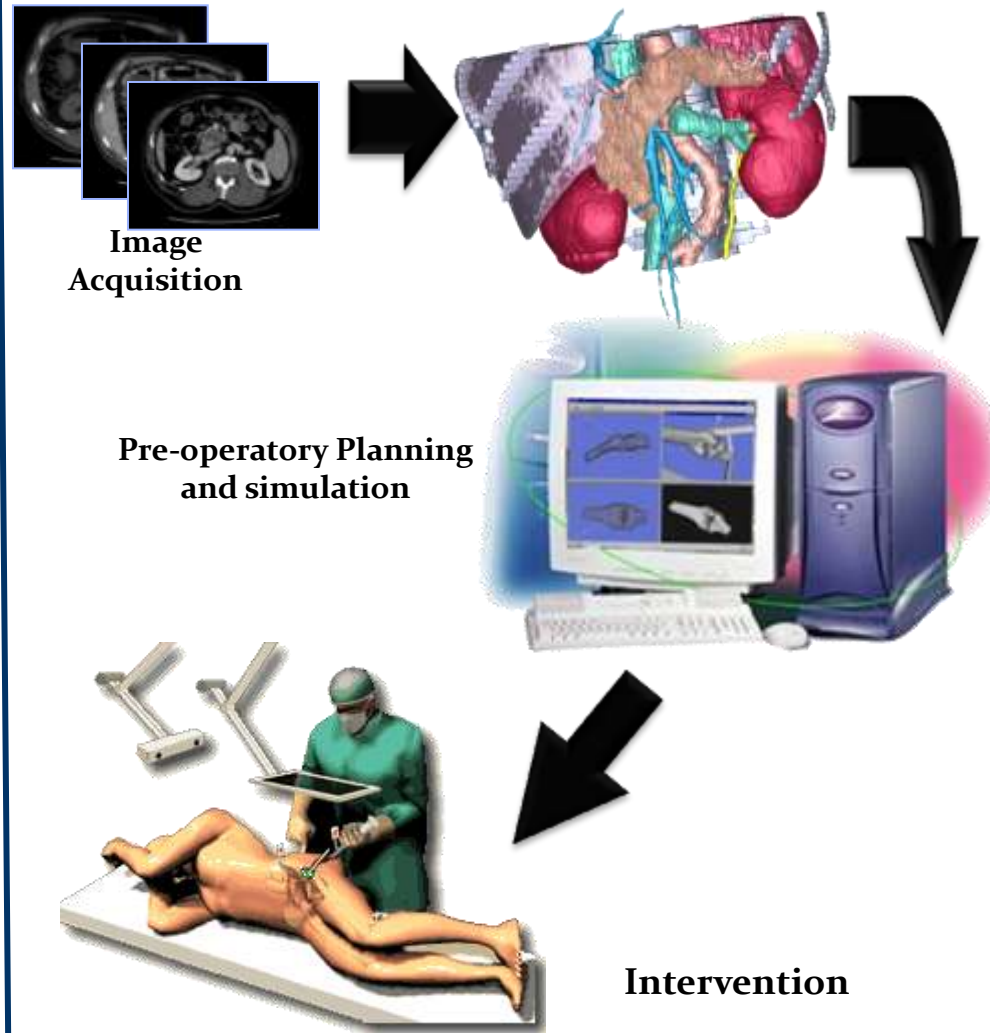 Image
Acquisition
Pre-operatory Planning
and simulation
Intervention